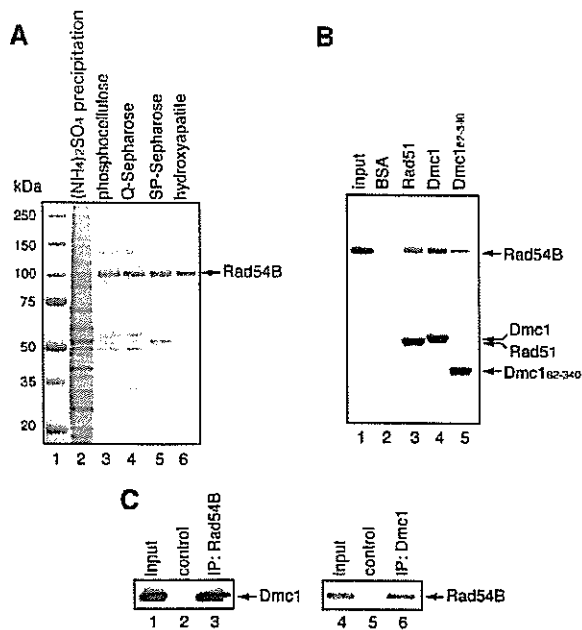 A
(NH4)2SO4 precipitation
phosphocellulose
Q-Sepharose
SP-Sepharose
hydroxyapatite
kDa
250
150
100
75
50
35
20
Rad54B
1 2 3 4 5 6
B
input
BSA
Rad51
Dmc1
Dmc182-340
Rad54B
Dmc1
Rad51
Dmc182-340
1 2 3 4 5
C
Input
control
IP: Rad54B
Dmc1
1 2 3
Input
control
IP: Dmc1
Rad54B
4 5 6